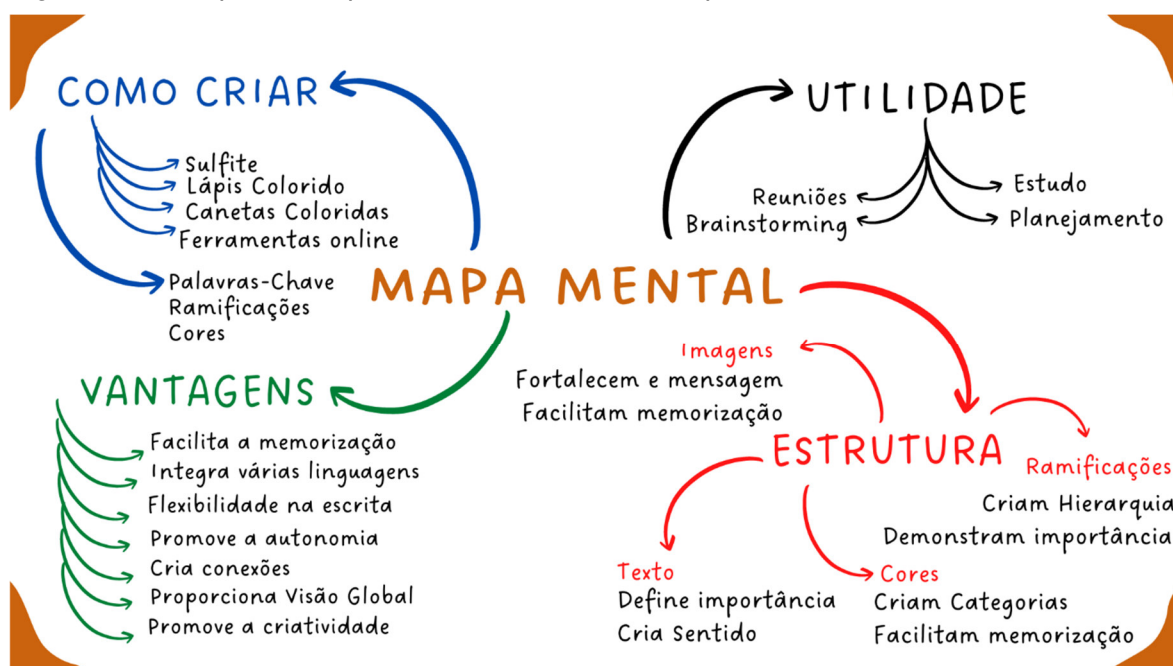 COMO CRIAR
Sulfite
Lápis Colorido
Canetas Coloridas
Ferramentas online
Palavras-Chave
Ramificações
Cores
UTILIDADE
Reuniões
Brainstorming
Estudo
Planejamento
MAPA MENTAL
VANTAGENS
Facilita a memorização
Integra várias linguagens
Flexibilidade na escrita
Promove a autonomia
Cria conexões
Proporciona Visão Global
Promove a criatividade
Imagens
Fortalecem e mensagem
Facilitam memorização
ESTRUTURA
Ramificações
Criam Hierarquia
Demonstram importância
Texto
Define importância
Cria Sentido
Cores
Criam Categorias
Facilitam memorização